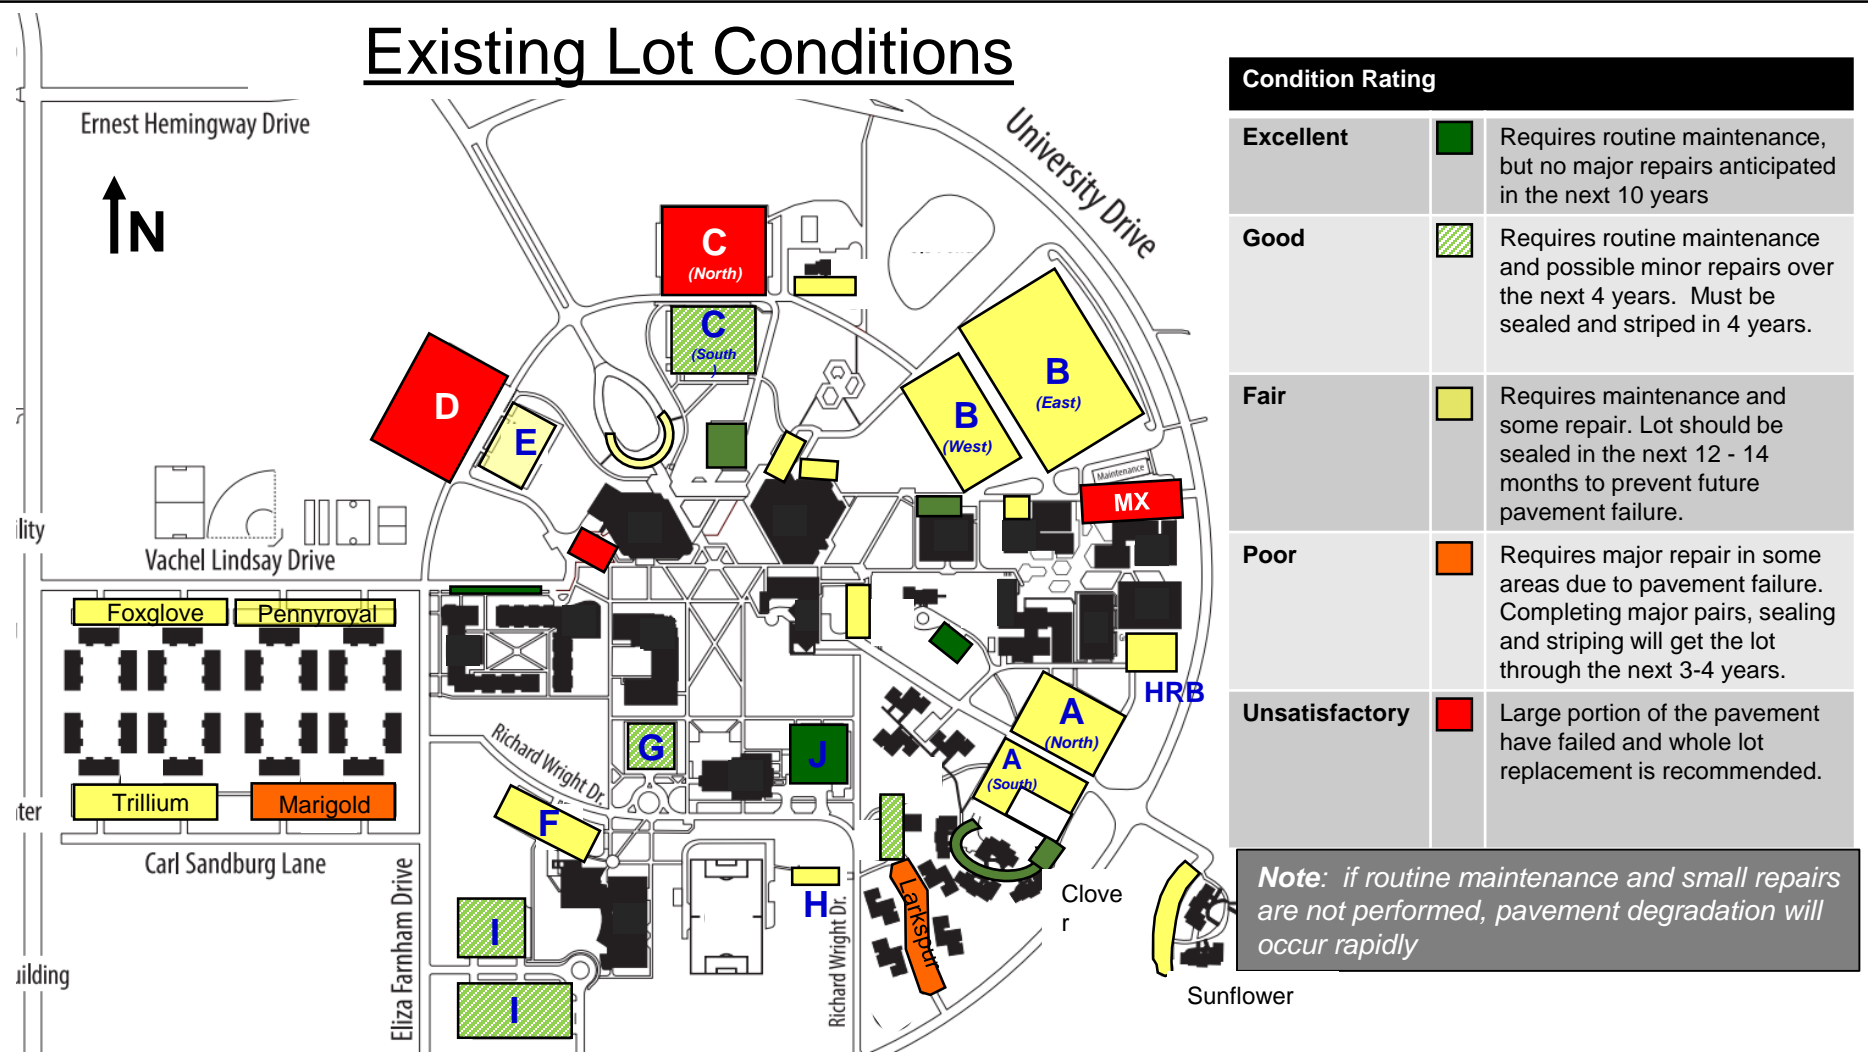 Existing Lot Conditions
Ernest Hemingway Drive
N
University Drive
C
(North)
C
(South
)
D
E
B
(East)
B
(West)
Maintenance
MX
ility
Vachel Lindsay Drive
Foxglove
Pennyroyal
HRB
A
(North)
A
(South)
Richard Wright Dr.
G
J
Trillium
Marigold
F
iter
Carl Sandburg Lane
Eliza Farnham Drive
H
Richard Wright Dr.
Larkspur
Clove
r
I
I
uilding
Sunflower
Condition Rating
Excellent
Requires routine maintenance,
but no major repairs anticipated
in the next 10 years
Good
Requires routine maintenance
and possible minor repairs over
the next 4 years.  Must be
sealed and striped in 4 years.
Fair
Requires maintenance and
some repair. Lot should be
sealed in the next 12 - 14
months to prevent future
pavement failure.
Poor
Requires major repair in some
areas due to pavement failure.
Completing major pairs, sealing
and striping will get the lot
through the next 3-4 years.
Unsatisfactory
Large portion of the pavement
have failed and whole lot
replacement is recommended.
Note:  if routine maintenance and small repairs
are not performed, pavement degradation will
occur rapidly